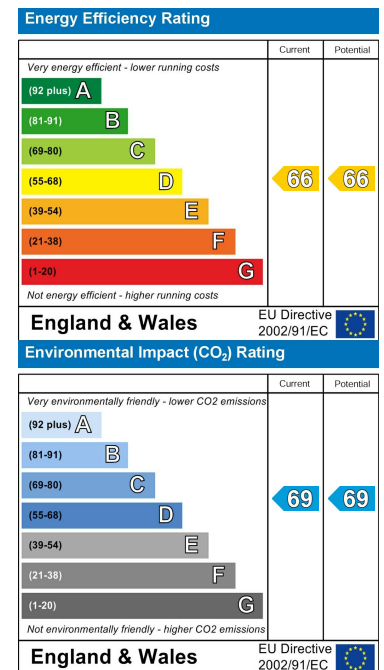 Energy Efficiency Rating
Current Potential
Very energy efficient - lower running costs
(92 plus) A
(81-91) B
(69-80) C
(55-68) D 66 66
(39-54) E
(21-38) F
(1-20) G
Not energy efficient - higher running costs
England & Wales EU Directive 2002/91/EC
Environmental Impact (CO₂) Rating
Current Potential
Very environmentally friendly - lower CO2 emissions
(92 plus) A
(81-91) B
(69-80) C 69 69
(55-68) D
(39-54) E
(21-38) F
(1-20) G
Not environmentally friendly - higher CO2 emissions
England & Wales EU Directive 2002/91/EC